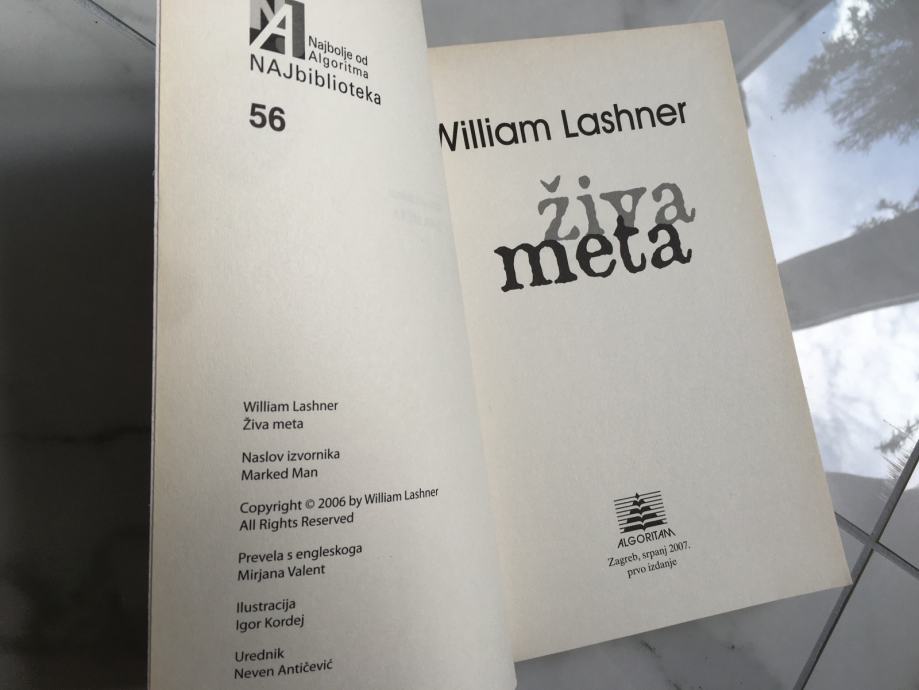 NA
Najbolje od
Algoritma
NAJbiblioteka
56
William Lashner
Živa meta
Naslov izvornika
Marked Man
Copyright © 2006 by William Lashner
All Rights Reserved
Prevela s engleskoga
Mirjana Valent
Ilustracija
Igor Kordej
Urednik
Neven Antičević
William Lashner
živa
meta
ALGORITAM
Zagreb, srpanj 2007.
prvo izdanje